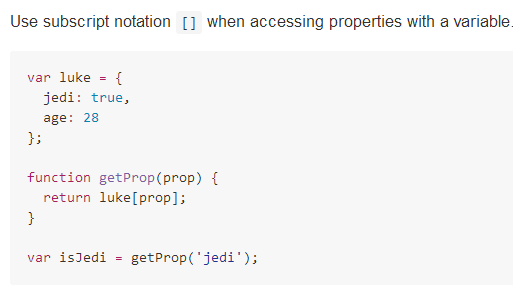 Use subscript notation [] when accessing properties with a variable.
var luke = {
  jedi: true,
  age: 28
};
function getProp(prop) {
  return luke[prop];
}
var isJedi = getProp('jedi');